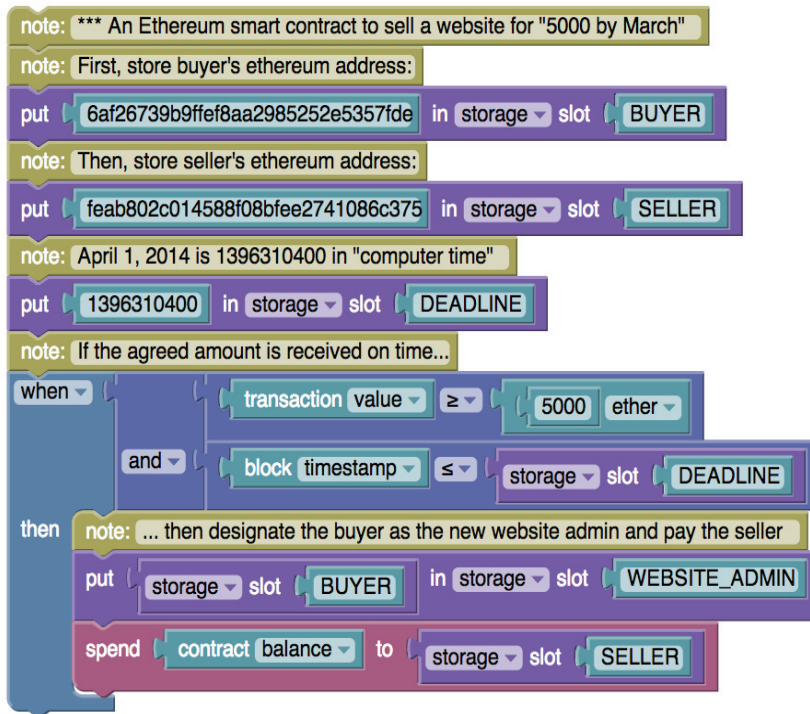 note: *** An Ethereum smart contract to sell a website for "5000 by March"
note: First, store buyer's ethereum address:
put 6af26739b9ffef8aa2985252e5357fde in storage slot BUYER
note: Then, store seller's ethereum address:
put feab802c014588f08bfee2741086c375 in storage slot SELLER
note: April 1, 2014 is 1396310400 in "computer time"
put 1396310400 in storage slot DEADLINE
note: If the agreed amount is received on time...
when transaction value ≥ 5000 ether
and block timestamp ≤ storage slot DEADLINE
then note: ... then designate the buyer as the new website admin and pay the seller
put storage slot BUYER in storage slot WEBSITE_ADMIN
spend contract balance to storage slot SELLER